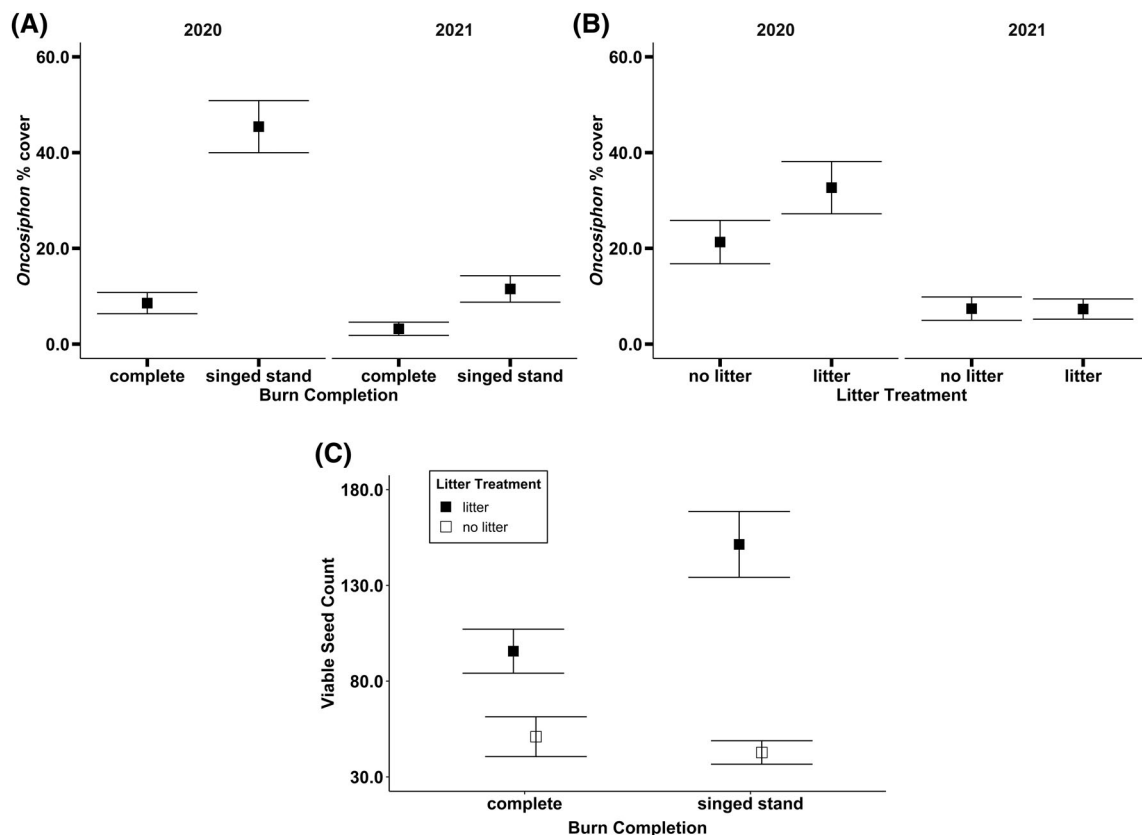 (A)
2020 2021
60.0
40.0
20.0
0.0
Oncosiphon % cover
complete singed stand complete singed stand
Burn Completion
(B)
2020 2021
60.0
40.0
20.0
0.0
Oncosiphon % cover
no litter litter no litter litter
Litter Treatment
(C)
Litter Treatment
litter
no litter
180.0
130.0
80.0
30.0
Viable Seed Count
complete singed stand
Burn Completion